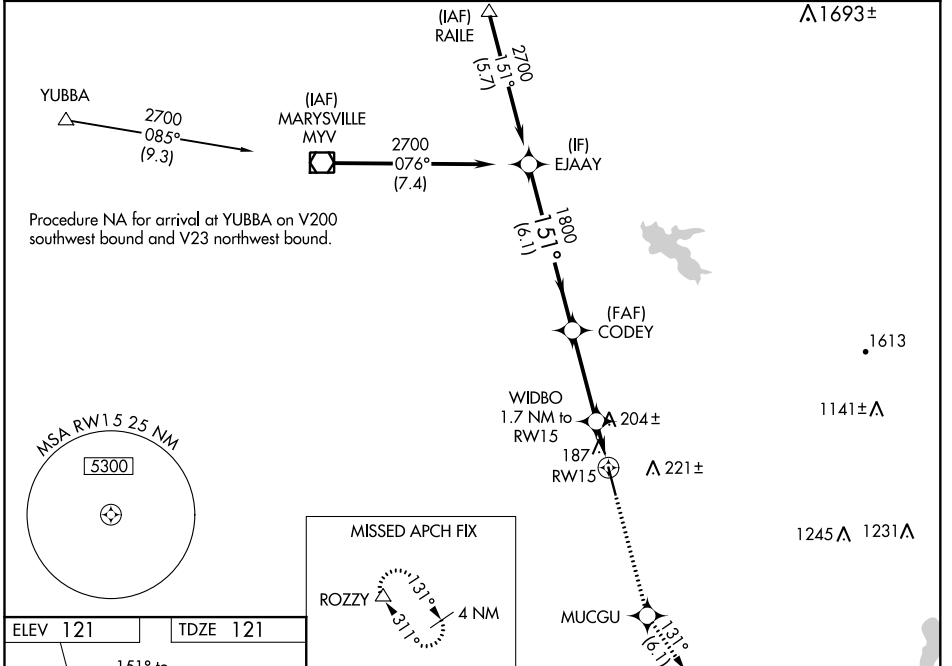 (IAF)
RAILE
1693±
2700
151°
(5.7)
YUBBA
2700
085°
(9.3)
(IAF)
MARYSVILLE
MYV
2700
076°
(7.4)
(IF)
EJAAY
Procedure NA for arrival at YUBBA on V200
southwest bound and V23 northwest bound.
1800
151°
(6.1)
(FAF)
CODEY
1613
WIDBO
1.7 NM to
RW15
204±
1141±
187
RW15
221±
MSA RW15 25 NM
5300
MISSED APCH FIX
1245
1231
ROZZY
131°
311°
4 NM
MUCGU
131°
(6.1)
ELEV 121
TDZE 121
151° to